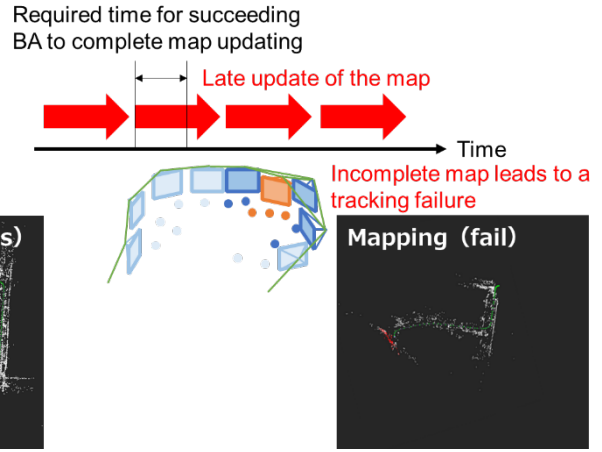 Required time for succeeding
BA to complete map updating
Late update of the map
Time
Incomplete map leads to a
tracking failure
s)
Mapping (fail)